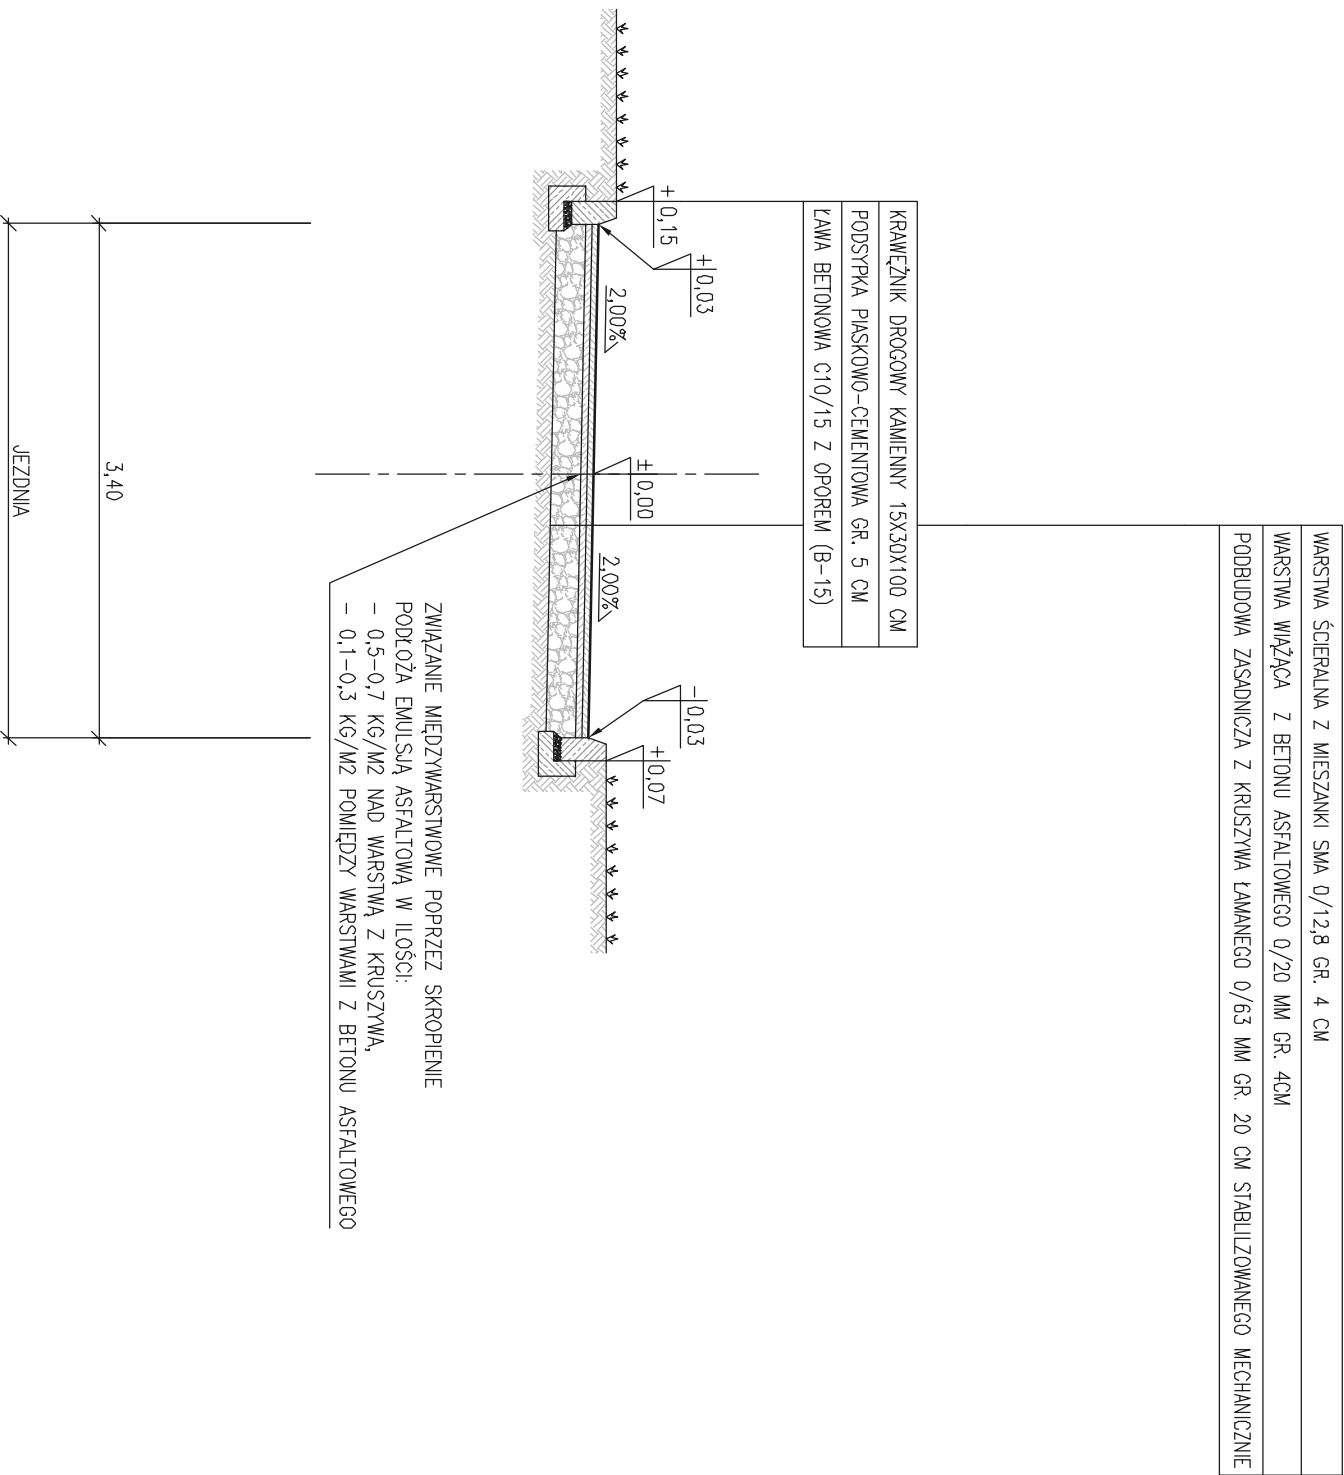 WARSTWA ŚCIERALNA Z MIESZANKI SMA 0/12,8 GR. 4 CM
WARSTWA WIĄŻĄCA Z BETONU ASFALTOWEGO 0/20 MM GR. 4CM
PODBUDOWA ZASADNICZA Z KRUSZYWA ŁAMANEGO 0/63 MM GR. 20 CM STABLILZOWANEGO MECHANICZNIE
KRAWĘŻNIK DROGOWY KAMIENNY 15X30X100 CM
PODSYPKA PIASKOWO-CEMENTOWA GR. 5 CM
ŁAWA BETONOWA C10/15 Z OPOREM (B-15)
+0,03
-0,03
+0,15
±0,00
+0,07
2,00%
2,00%
ZWIĄZANIE MIĘDZYWARSTWOWE POPRZEZ SKROPIENIE
PODŁOŻA EMULSJĄ ASFALTOWĄ W ILOŚCI:
- 0,5-0,7 KG/M2 NAD WARSTWĄ Z KRUSZYWA,
- 0,1-0,3 KG/M2 POMIĘDZY WARSTWAMI Z BETONU ASFALTOWEGO
3,40
JEZDNIA